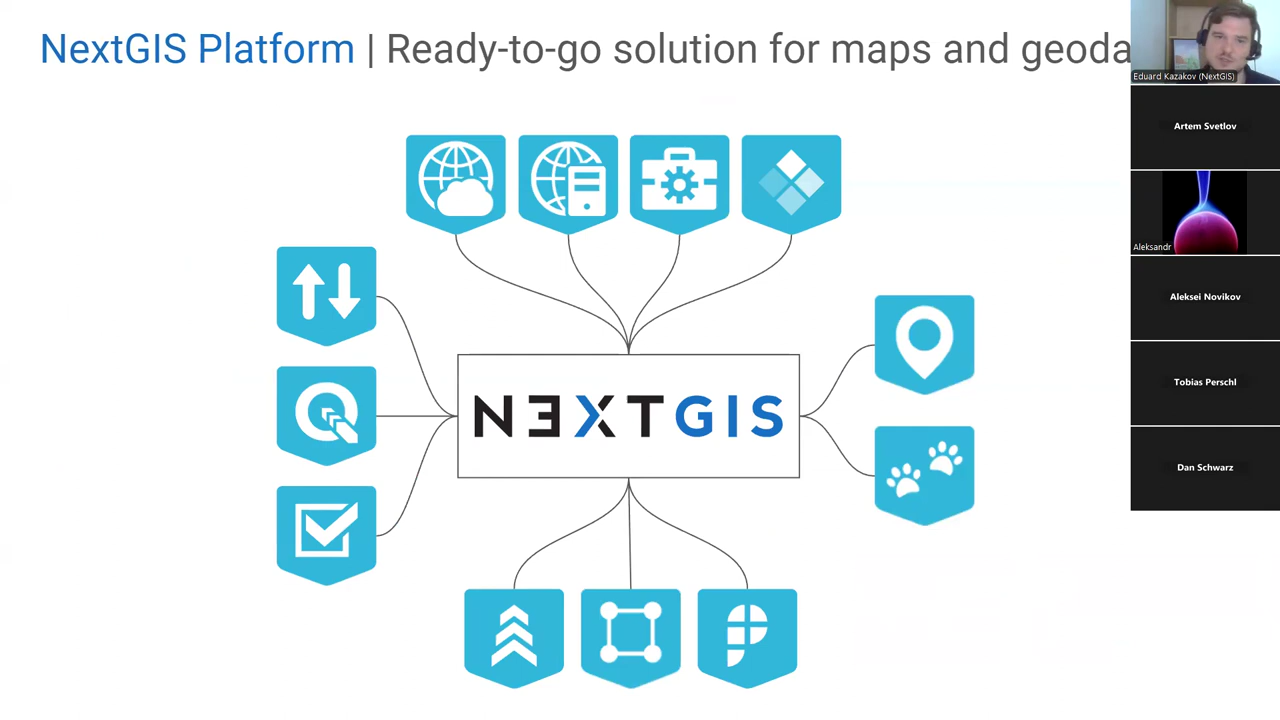 NextGIS Platform | Ready-to-go solution for maps and geoda
Eduard Kazakov (NextGIS)
Artem Svetlov
Aleksandr
Aleksei Novikov
Tobias Perschl
Dan Schwarz
NEXTGIS